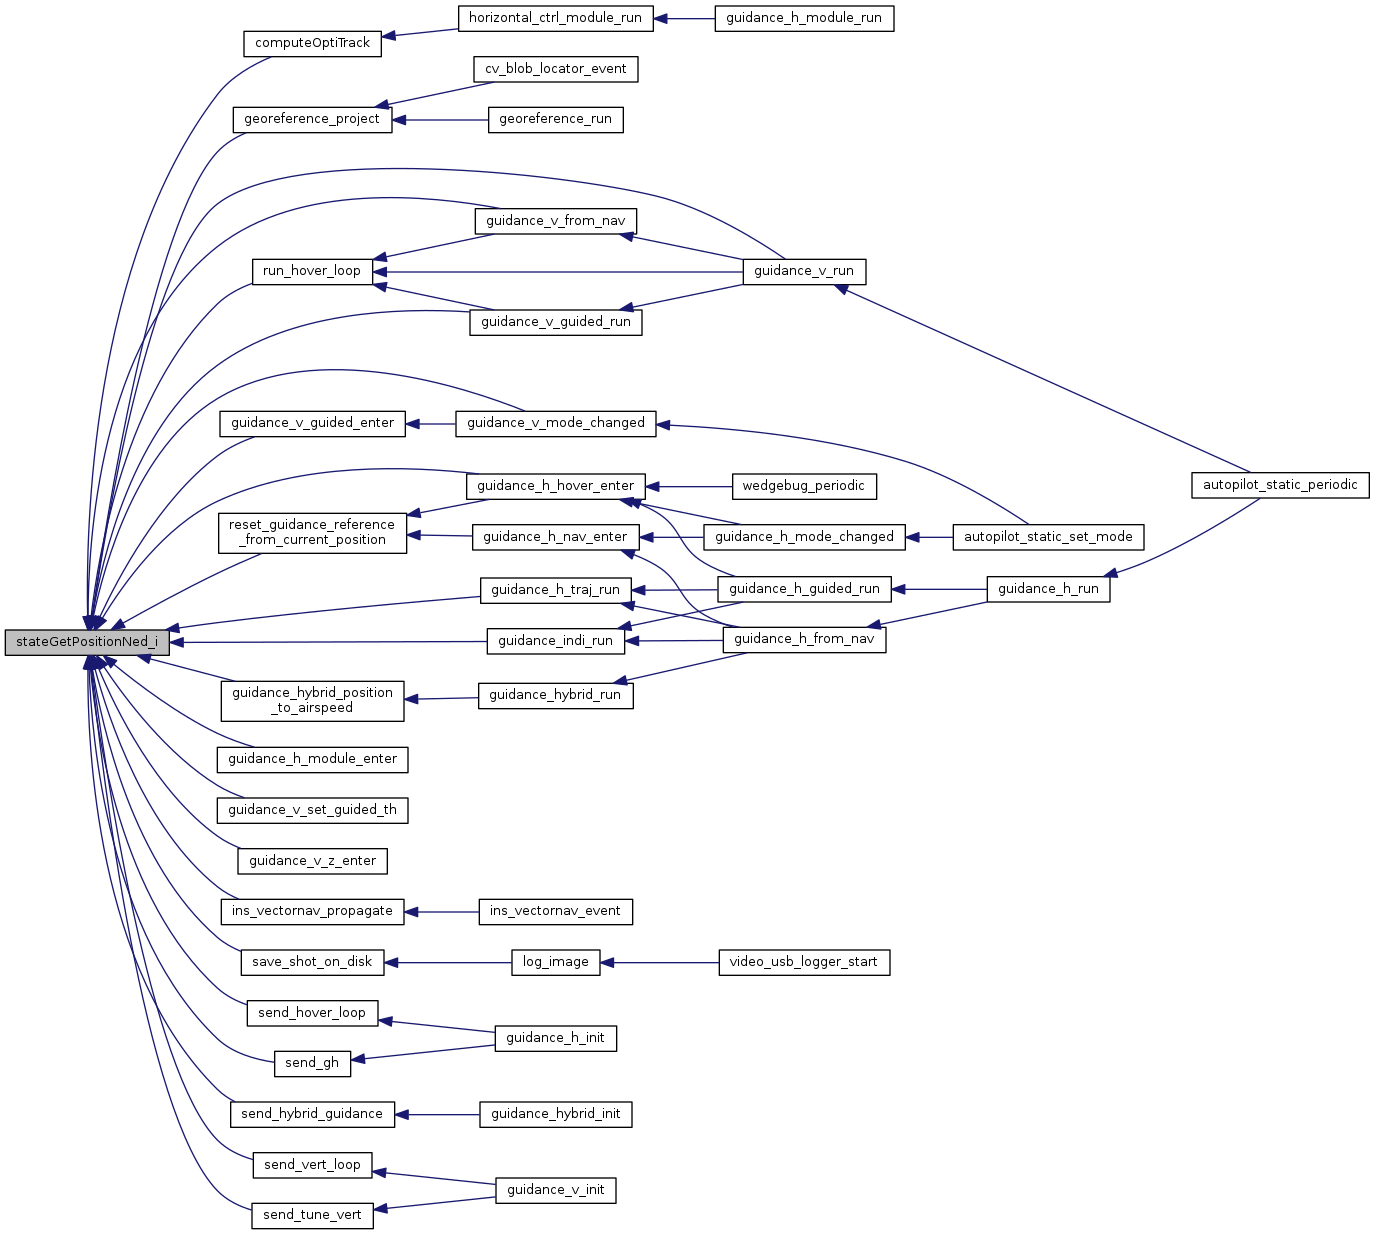 horizontal_ctrl_module_run
guidance_h_module_run
computeOptiTrack
cv_blob_locator_event
georeference_project
georeference_run
guidance_v_from_nav
run_hover_loop
guidance_v_run
guidance_v_guided_run
guidance_v_guided_enter
guidance_v_mode_changed
guidance_h_hover_enter
wedgebug_periodic
autopilot_static_periodic
reset_guidance_reference
_from_current_position
guidance_h_nav_enter
guidance_h_mode_changed
autopilot_static_set_mode
guidance_h_traj_run
guidance_h_guided_run
guidance_h_run
stateGetPositionNed_i
guidance_indi_run
guidance_h_from_nav
guidance_hybrid_position
_to_airspeed
guidance_hybrid_run
guidance_h_module_enter
guidance_v_set_guided_th
guidance_v_z_enter
ins_vectornav_propagate
ins_vectornav_event
save_shot_on_disk
log_image
video_usb_logger_start
send_hover_loop
guidance_h_init
send_gh
send_hybrid_guidance
guidance_hybrid_init
send_vert_loop
guidance_v_init
send_tune_vert